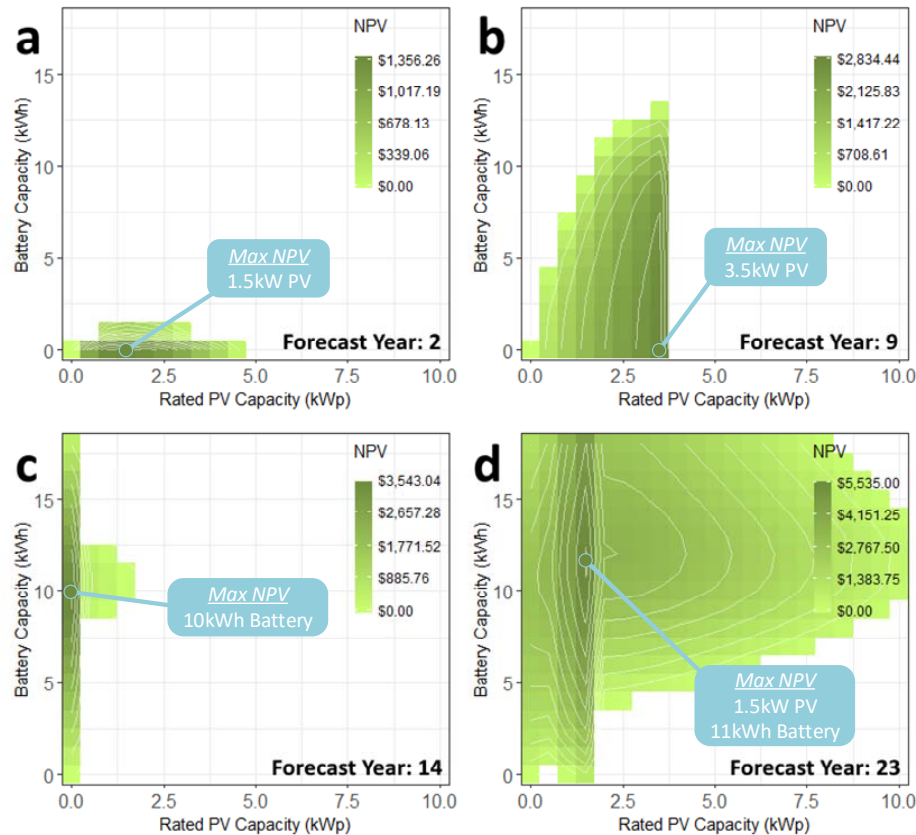 a
NPV
$1,356.26
$1,017.19
$678.13
$339.06
$0.00
Battery Capacity (kWh)
15
10
5
0
Max NPV
1.5kW PV
Forecast Year: 2
0.0 2.5 5.0 7.5 10.0
Rated PV Capacity (kWp)
b
NPV
$2,834.44
$2,125.83
$1,417.22
$708.61
$0.00
Battery Capacity (kWh)
15
10
5
0
Max NPV
3.5kW PV
Forecast Year: 9
0.0 2.5 5.0 7.5 10.0
Rated PV Capacity (kWp)
c
NPV
$3,543.04
$2,657.28
$1,771.52
$885.76
$0.00
Battery Capacity (kWh)
15
10
5
0
Max NPV
10kWh Battery
Forecast Year: 14
0.0 2.5 5.0 7.5 10.0
Rated PV Capacity (kWp)
d
NPV
$5,535.00
$4,151.25
$2,767.50
$1,383.75
$0.00
Battery Capacity (kWh)
15
10
5
0
Max NPV
1.5kW PV
11kWh Battery
Forecast Year: 23
0.0 2.5 5.0 7.5 10.0
Rated PV Capacity (kWp)